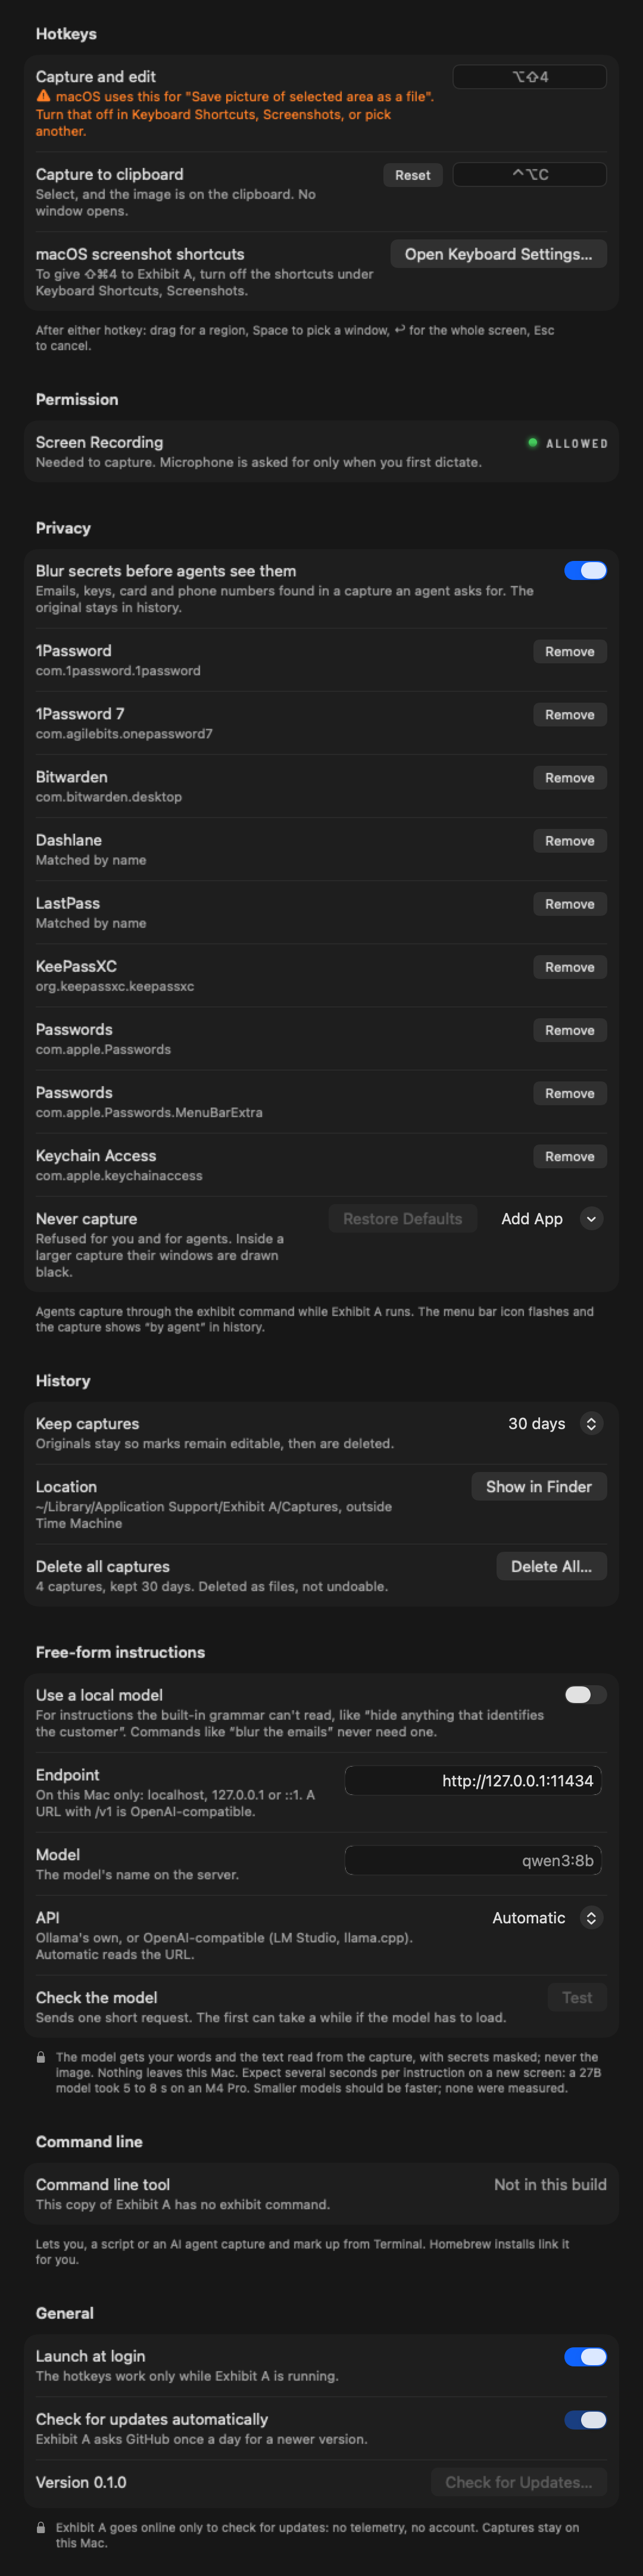 Hotkeys
Capture and edit
⌥⇧4
macOS uses this for "Save picture of selected area as a file".
Turn that off in Keyboard Shortcuts, Screenshots, or pick
another.
Capture to clipboard
Reset
^⌥C
Select, and the image is on the clipboard. No
window opens.
macOS screenshot shortcuts
Open Keyboard Settings...
To give ⇧⌘4 to Exhibit A, turn off the shortcuts under
Keyboard Shortcuts, Screenshots.
After either hotkey: drag for a region, Space to pick a window, ↩ for the whole screen, Esc
to cancel.
Permission
Screen Recording
ALLOWED
Needed to capture. Microphone is asked for only when you first dictate.
Privacy
Blur secrets before agents see them
Emails, keys, card and phone numbers found in a capture an agent asks for. The
original stays in history.
1Password
Remove
com.1password.1password
1Password 7
Remove
com.agilebits.onepassword7
Bitwarden
Remove
com.bitwarden.desktop
Dashlane
Remove
Matched by name
LastPass
Remove
Matched by name
KeePassXC
Remove
org.keepassxc.keepassxc
Passwords
Remove
com.apple.Passwords
Passwords
Remove
com.apple.Passwords.MenuBarExtra
Keychain Access
Remove
com.apple.keychainaccess
Never capture
Restore Defaults
Add App
Refused for you and for agents. Inside a
larger capture their windows are drawn
black.
Agents capture through the exhibit command while Exhibit A runs. The menu bar icon flashes and
the capture shows “by agent” in history.
History
Keep captures
30 days
Originals stay so marks remain editable, then are deleted.
Location
Show in Finder
~/Library/Application Support/Exhibit A/Captures, outside
Time Machine
Delete all captures
Delete All...
4 captures, kept 30 days. Deleted as files, not undoable.
Free-form instructions
Use a local model
For instructions the built-in grammar can't read, like “hide anything that identifies
the customer”. Commands like “blur the emails” never need one.
Endpoint
http://127.0.0.1:11434
On this Mac only: localhost, 127.0.0.1 or ::1. A
URL with /v1 is OpenAI-compatible.
Model
qwen3:8b
The model's name on the server.
API
Automatic
Ollama's own, or OpenAI-compatible (LM Studio, llama.cpp).
Automatic reads the URL.
Check the model
Test
Sends one short request. The first can take a while if the model has to load.
The model gets your words and the text read from the capture, with secrets masked; never the
image. Nothing leaves this Mac. Expect several seconds per instruction on a new screen: a 27B
model took 5 to 8 s on an M4 Pro. Smaller models should be faster; none were measured.
Command line
Command line tool
Not in this build
This copy of Exhibit A has no exhibit command.
Lets you, a script or an AI agent capture and mark up from Terminal. Homebrew installs link it
for you.
General
Launch at login
The hotkeys work only while Exhibit A is running.
Check for updates automatically
Exhibit A asks GitHub once a day for a newer version.
Version 0.1.0
Check for Updates...
Exhibit A goes online only to check for updates: no telemetry, no account. Captures stay on
this Mac.